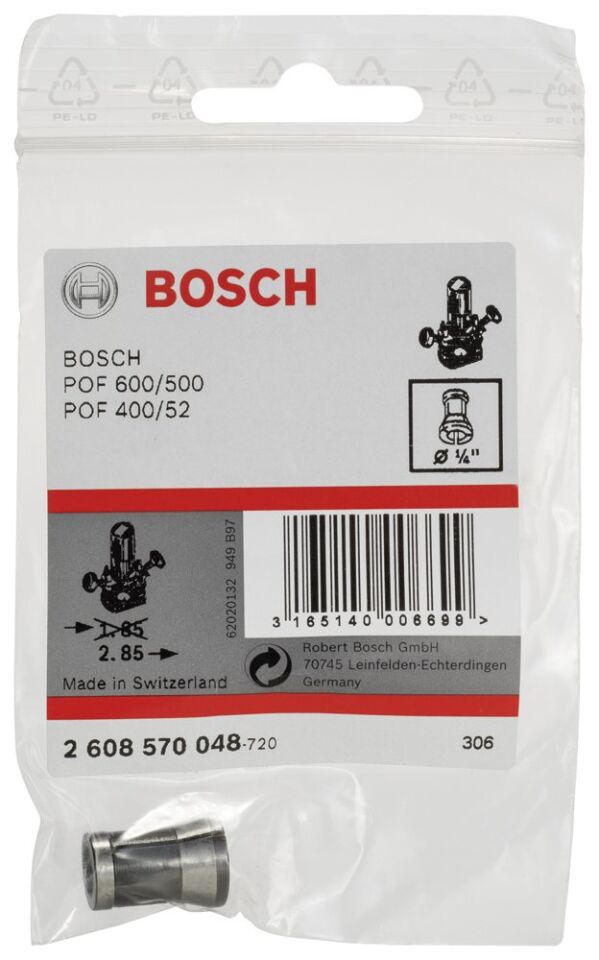 04 04 04 04
PE-LD PE-LD PE-LD
BOSCH
BOSCH
POF 600/500
POF 400/52
Ø ¼"
62020132 949 B97
→ 1.85
2.85 →
Made in Switzerland
3 165140 006699 >
Robert Bosch GmbH
70745 Leinfelden-Echterdingen
Germany
2 608 570 048-720
306